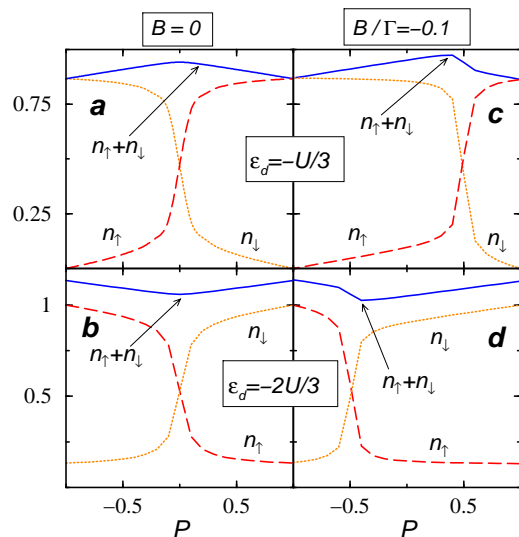 B = 0
B / Γ=−0.1
0.75
0.25
a
n↑+n↓
n↑
n↓
c
n↑+n↓
n↑
n↓
ε_d=−U/3
1
0.5
b
n↑+n↓
n↓
n↑
d
n↓
n↑+n↓
n↑
ε_d=−2U/3
−0.5 0.5 −0.5 0.5
P P